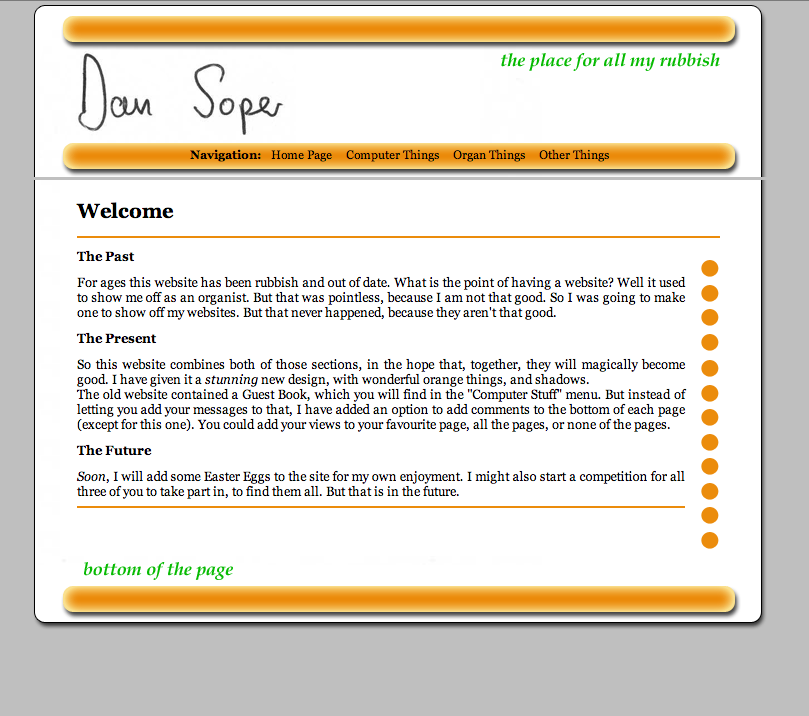 the place for all my rubbish
Dan Soper
Navigation: Home Page Computer Things Organ Things Other Things
Welcome
The Past
For ages this website has been rubbish and out of date. What is the point of having a website? Well it used
to show me off as an organist. But that was pointless, because I am not that good. So I was going to make
one to show off my websites. But that never happened, because they aren't that good.
The Present
So this website combines both of those sections, in the hope that, together, they will magically become
good. I have given it a stunning new design, with wonderful orange things, and shadows.
The old website contained a Guest Book, which you will find in the "Computer Stuff" menu. But instead of
letting you add your messages to that, I have added an option to add comments to the bottom of each page
(except for this one). You could add your views to your favourite page, all the pages, or none of the pages.
The Future
Soon, I will add some Easter Eggs to the site for my own enjoyment. I might also start a competition for all
three of you to take part in, to find them all. But that is in the future.
bottom of the page